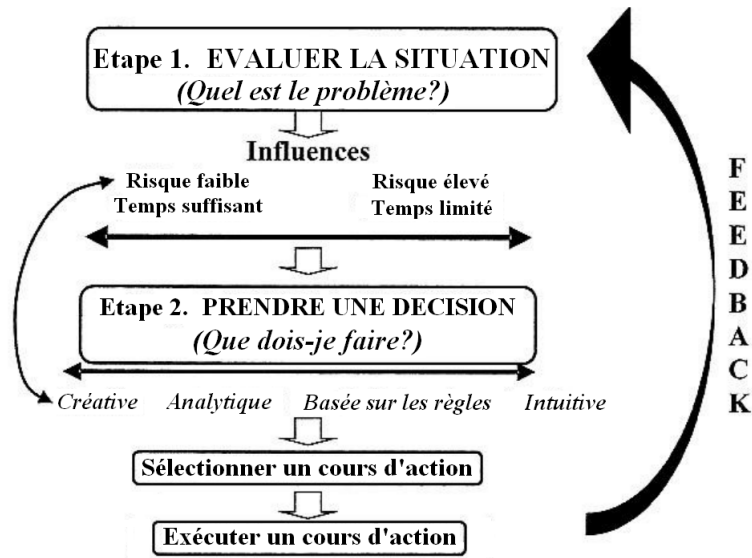 Etape 1. EVALUER LA SITUATION
(Quel est le problème?)
Influences
Risque faible
Temps suffisant
Risque élevé
Temps limité
Etape 2. PRENDRE UNE DECISION
(Que dois-je faire?)
Créative Analytique Basée sur les règles Intuitive
Sélectionner un cours d'action
Exécuter un cours d'action
FEEDBACK